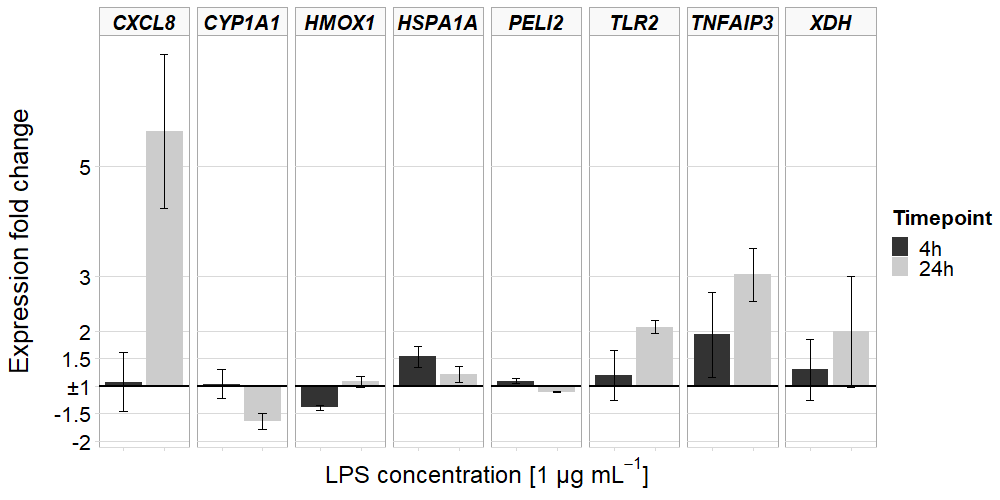 CXCL8 CYP1A1 HMOX1 HSPA1A PELI2 TLR2 TNFAIP3 XDH
Expression fold change
5
3
2
1.5
±1
-1.5
-2
LPS concentration [1 µg mL⁻¹]
Timepoint
4h
24h